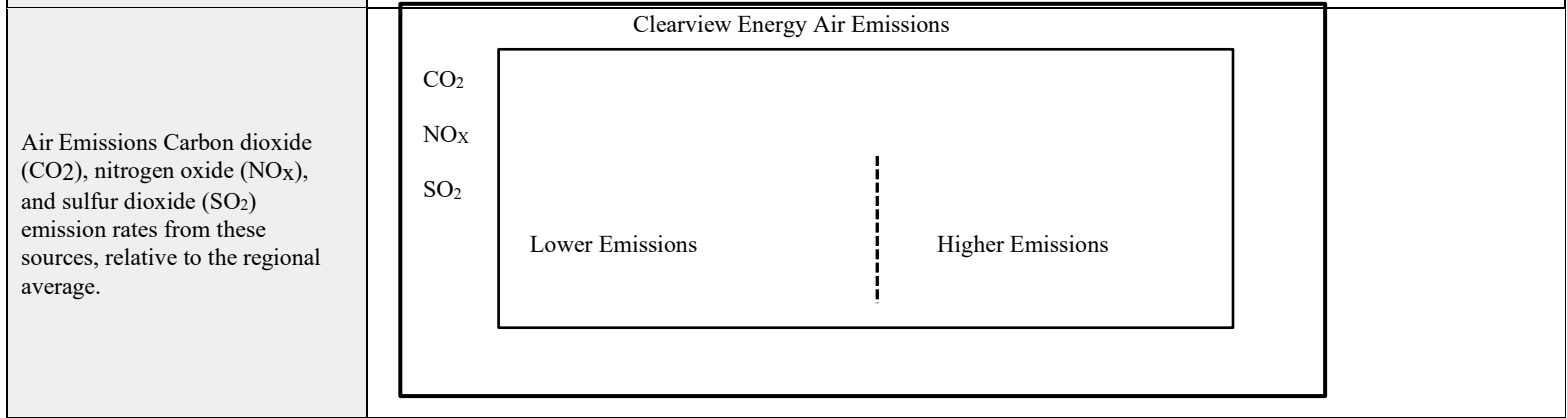 Air Emissions Carbon dioxide
(CO2), nitrogen oxide (NOx),
and sulfur dioxide (SO2)
emission rates from these
sources, relative to the regional
average.
Clearview Energy Air Emissions
CO2
NOX
SO2
Lower Emissions
Higher Emissions